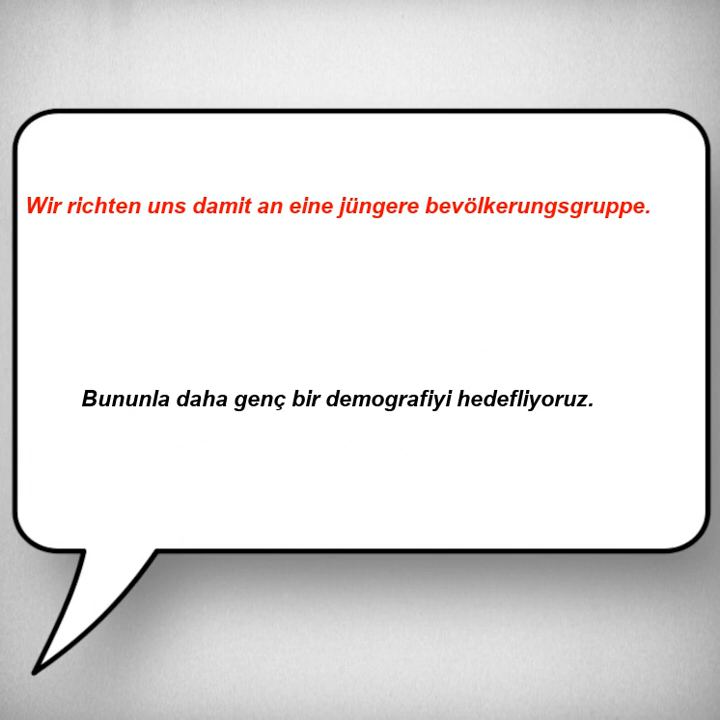 Wir richten uns damit an eine jüngere bevölkerungsgruppe.
Bununla daha genç bir demografiyi hedefliyoruz.